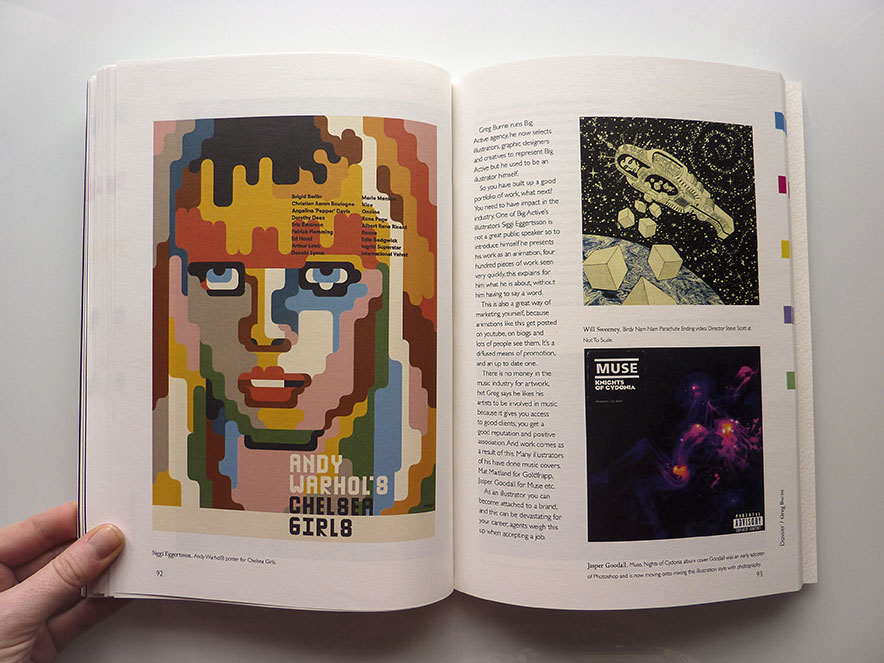 Brigid Berlin
Christian Aaron Boulogne
Angelina 'Pepper' Davis
Dorothy Dean
Eric Emerson
Patrick Flemming
Ed Hood
Arthur Loeb
Donald Lyons
Mario Montez
Nico
Ondine
Rona Page
Albert Rene Ricard
Rotten
Edie Sedgwick
Ingrid Superstar
International Velvet
ANDY
WARHOL'S
CHELSEA
GIRLS
Siggi Eggertsson. Andy Warhol'8 poster for Chelsea Girls.
92
Greg Burne runs Big
Active agency, he now selects
illustrators, graphic designers
and creatives to represent Big
Active but he used to be an
illustrator himself.
So you have built up a good
portfolio of work, what next?
You need to have impact in the
industry. One of Big Active's
illustrators Siggi Eggertsson is
not a great public speaker so to
introduce himself he presents
his work as an animation, four
hundred pieces of work seen
very quickly, this explains for
him what he is about, without
him having to say a word.
This is also a great way of
marketing yourself, because
animations like this get posted
on youtube, on blogs and
lots of people see them. It's a
diffused means of promotion,
and an up to date one.
There is no money in the
music industry for artwork,
but Greg says he likes his
artists to be involved in music
because it gives you access
to good clients, you get a
good reputation and positive
association. And work comes as
a result of this. Many illustrators
of his have done music covers,
Mat Maitland for Goldfrapp,
Jasper Goodall for Muse etc.
As an illustrator you can
become attached to a brand,
and this can be devastating for
your career, agents weigh this
up when accepting a job.
Will Sweeney. Birdy Nam Nam Parachute Ending video. Director Steve Scott at
Not To Scale.
MUSE
KNIGHTS
OF CYDONIA
PARENTAL
ADVISORY
EXPLICIT CONTENT
Jasper Goodall. Muse, Nights of Cydonia album cover. Goodall was an early adopter
of Photoshop and is now moving onto mixing this illustration style with photography.
93
Dossier / Greg Burne